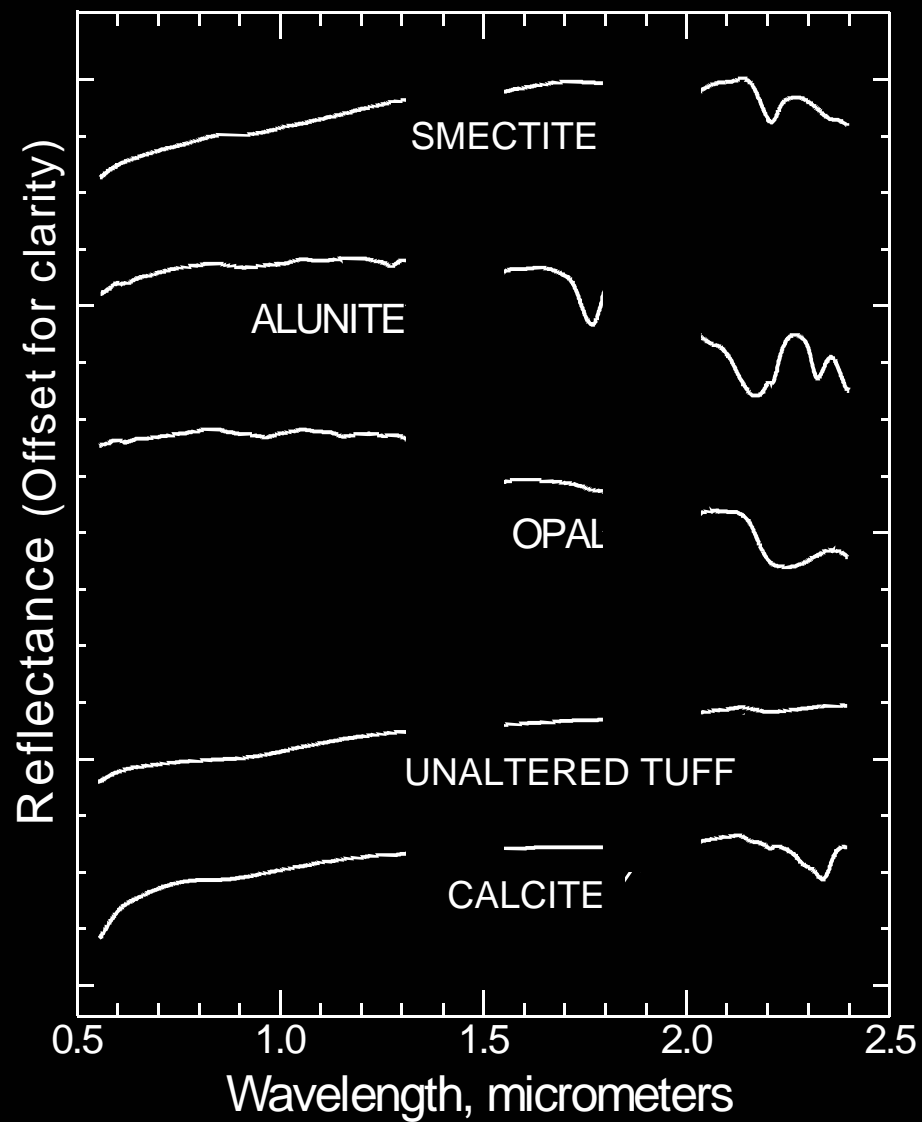 Reflectance (Offset for clarity)
SMECTITE
ALUNITE
OPAL
UNALTERED TUFF
CALCITE
0.5 1.0 1.5 2.0 2.5
Wavelength, micrometers